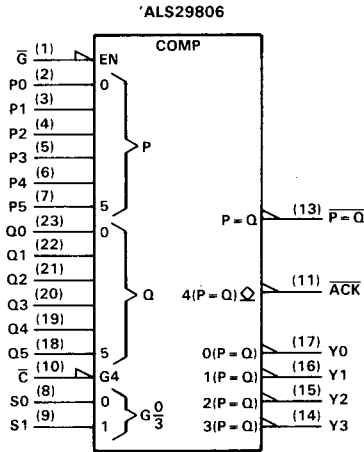 'ALS29806
COMP
G (1) EN
P0 (2) 0
P1 (3)
P2 (4)
P3 (5) P
P4 (6)
P5 (7) 5
Q0 (23) 0 P=Q (13) P=Q
Q1 (22)
Q2 (21)
Q3 (20) Q 4(P=Q) (11) ACK
Q4 (19)
Q5 (18) 5 0(P=Q) (17) Y0
C (10) G4 1(P=Q) (16) Y1
S0 (8) 0 G 0/3 2(P=Q) (15) Y2
S1 (9) 1 3(P=Q) (14) Y3